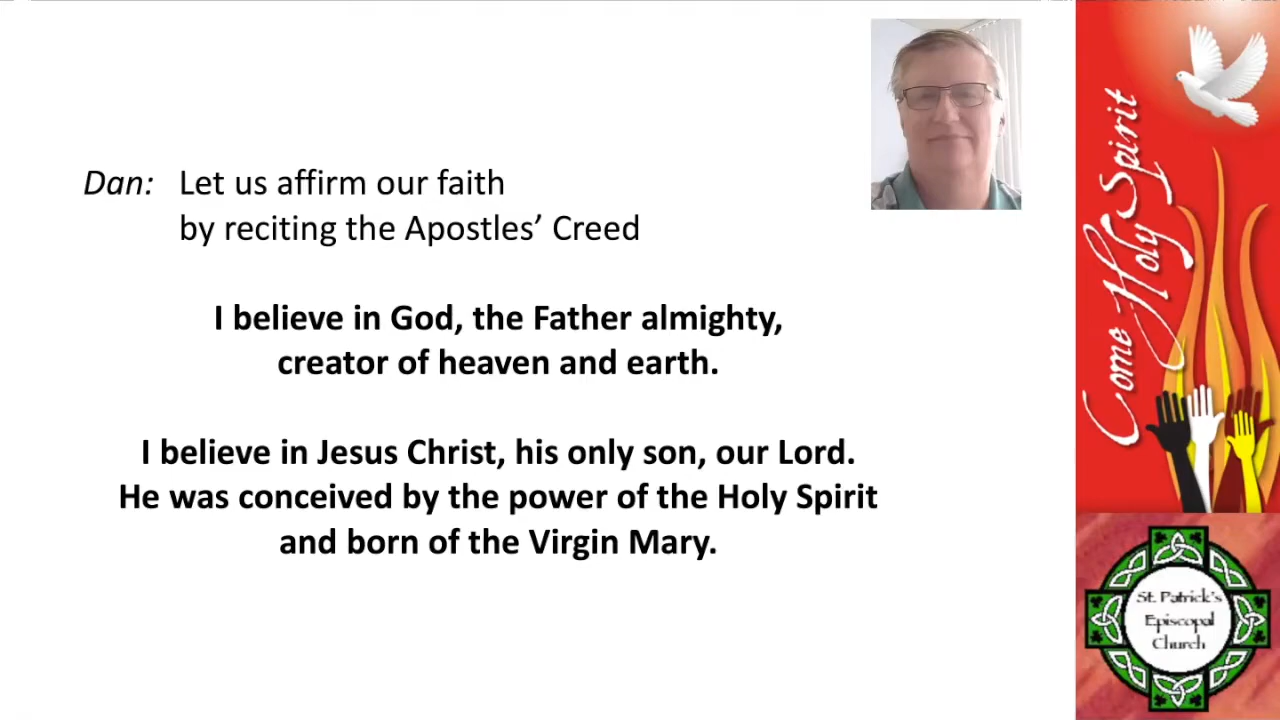 Dan: Let us affirm our faith
by reciting the Apostles’ Creed
I believe in God, the Father almighty,
creator of heaven and earth.
I believe in Jesus Christ, his only son, our Lord.
He was conceived by the power of the Holy Spirit
and born of the Virgin Mary.
Come Holy Spirit
St. Patrick's
Episcopal
Church